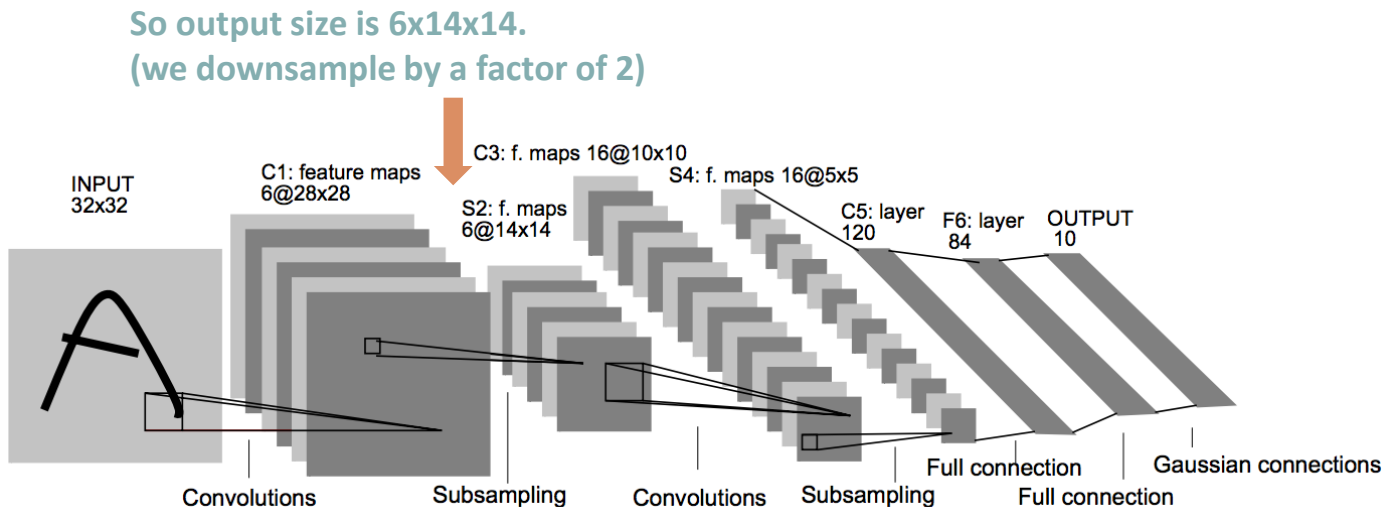 So output size is 6x14x14.
(we downsample by a factor of 2)
INPUT
32x32
C1: feature maps
6@28x28
S2: f. maps
6@14x14
C3: f. maps 16@10x10
S4: f. maps 16@5x5
C5: layer
120
F6: layer
84
OUTPUT
10
Convolutions
Subsampling
Convolutions
Subsampling
Full connection
Full connection
Gaussian connections